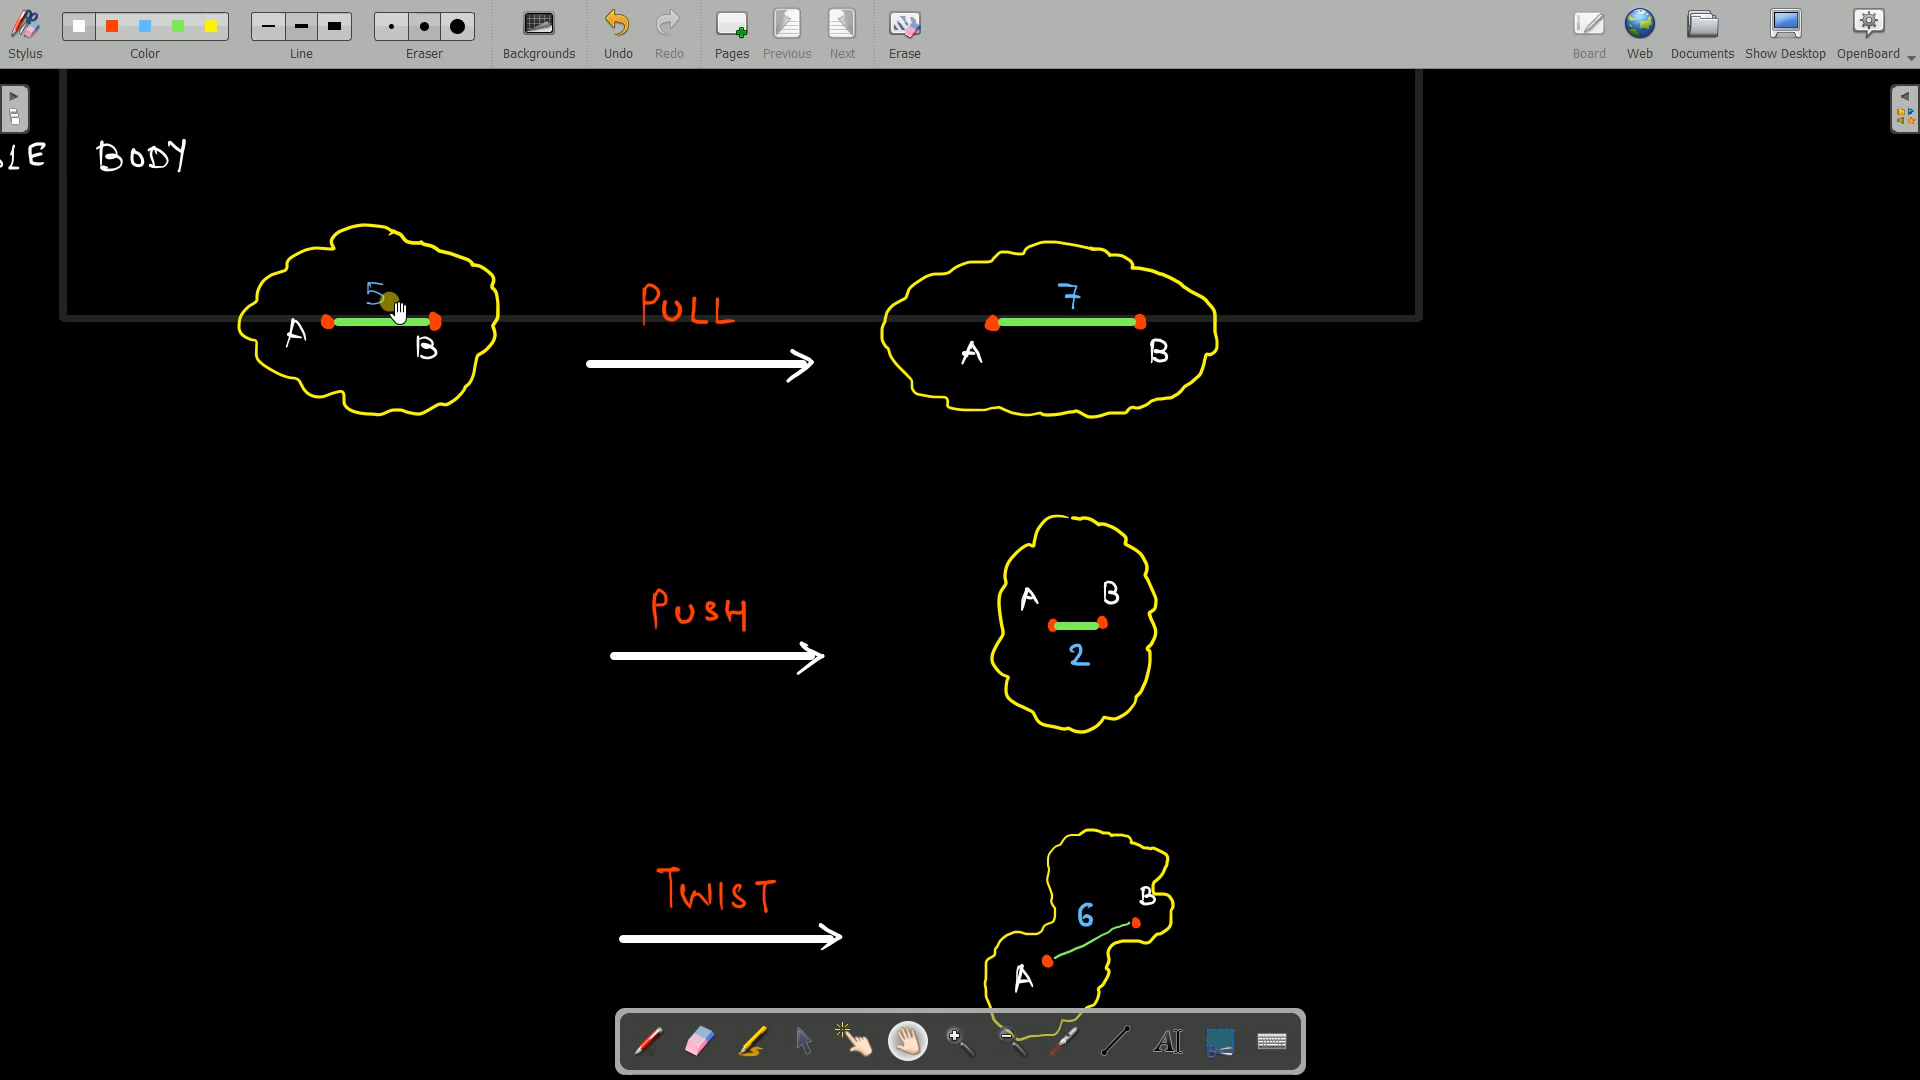 Stylus Color Line Eraser Backgrounds Undo Redo Pages Previous Next Erase Board Web Documents Show Desktop OpenBoard
BODY
5
A B
PULL
7
A B
PUSH
A B
2
TWIST
6
B
A
AI